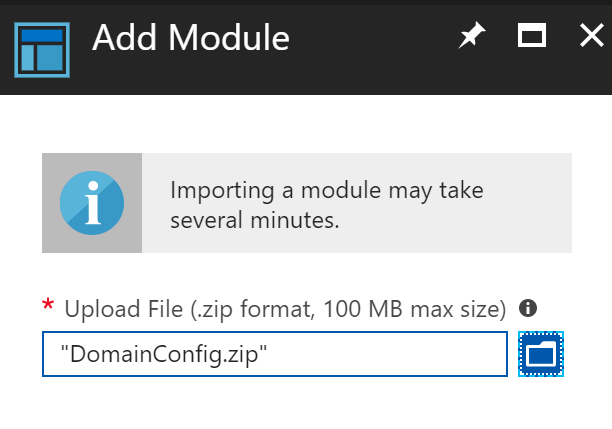 Add Module
Importing a module may take
several minutes.
* Upload File (.zip format, 100 MB max size)
"DomainConfig.zip"